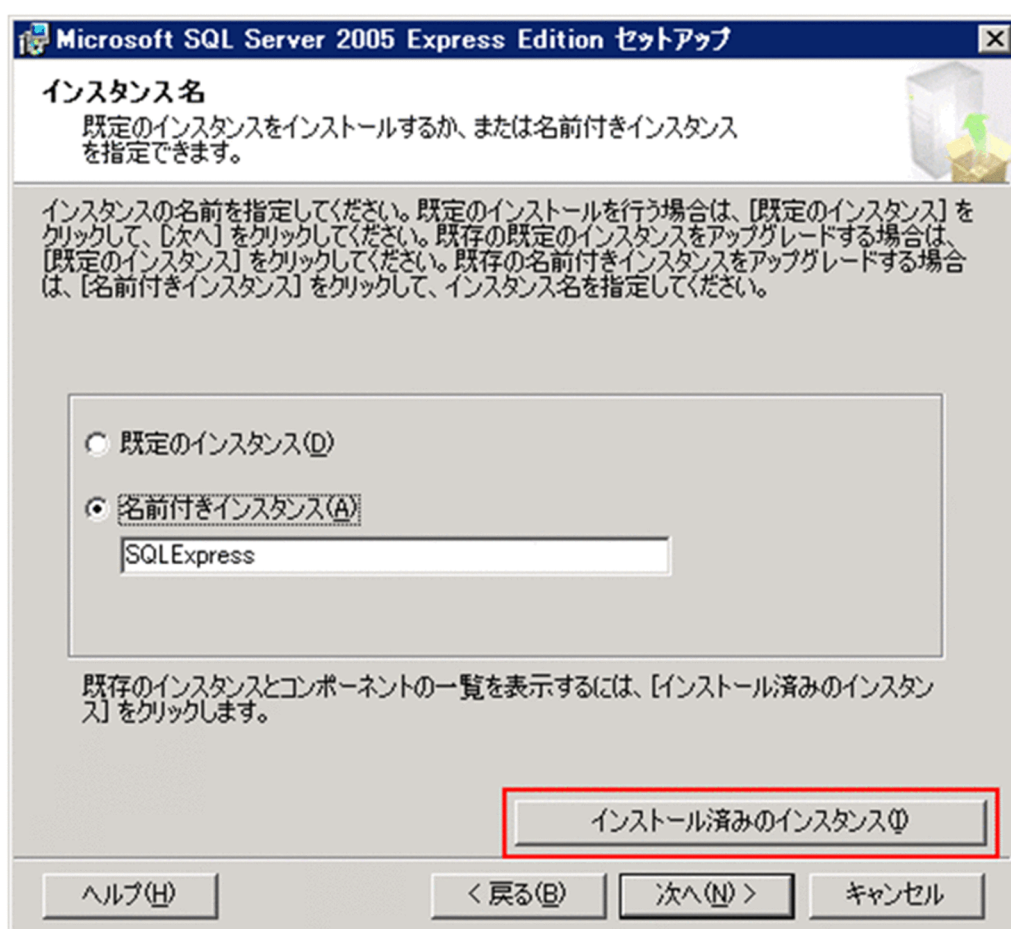 Microsoft SQL Server 2005 Express Edition セットアップ
インスタンス名
既定のインスタンスをインストールするか、または名前付きインスタンス
を指定できます。
インスタンスの名前を指定してください。既定のインストールを行う場合は、[既定のインスタンス] を
クリックして、[次へ] をクリックしてください。既存の既定のインスタンスをアップグレードする場合は、
[既定のインスタンス] をクリックしてください。既存の名前付きインスタンスをアップグレードする場合
は、[名前付きインスタンス] をクリックして、インスタンス名を指定してください。
既定のインスタンス(D)
名前付きインスタンス(A)
SQLExpress
既存のインスタンスとコンポーネントの一覧を表示するには、[インストール済みのインスタン
ス] をクリックします。
インストール済みのインスタンス(I)
ヘルプ(H)
< 戻る(B)
次へ(N) >
キャンセル